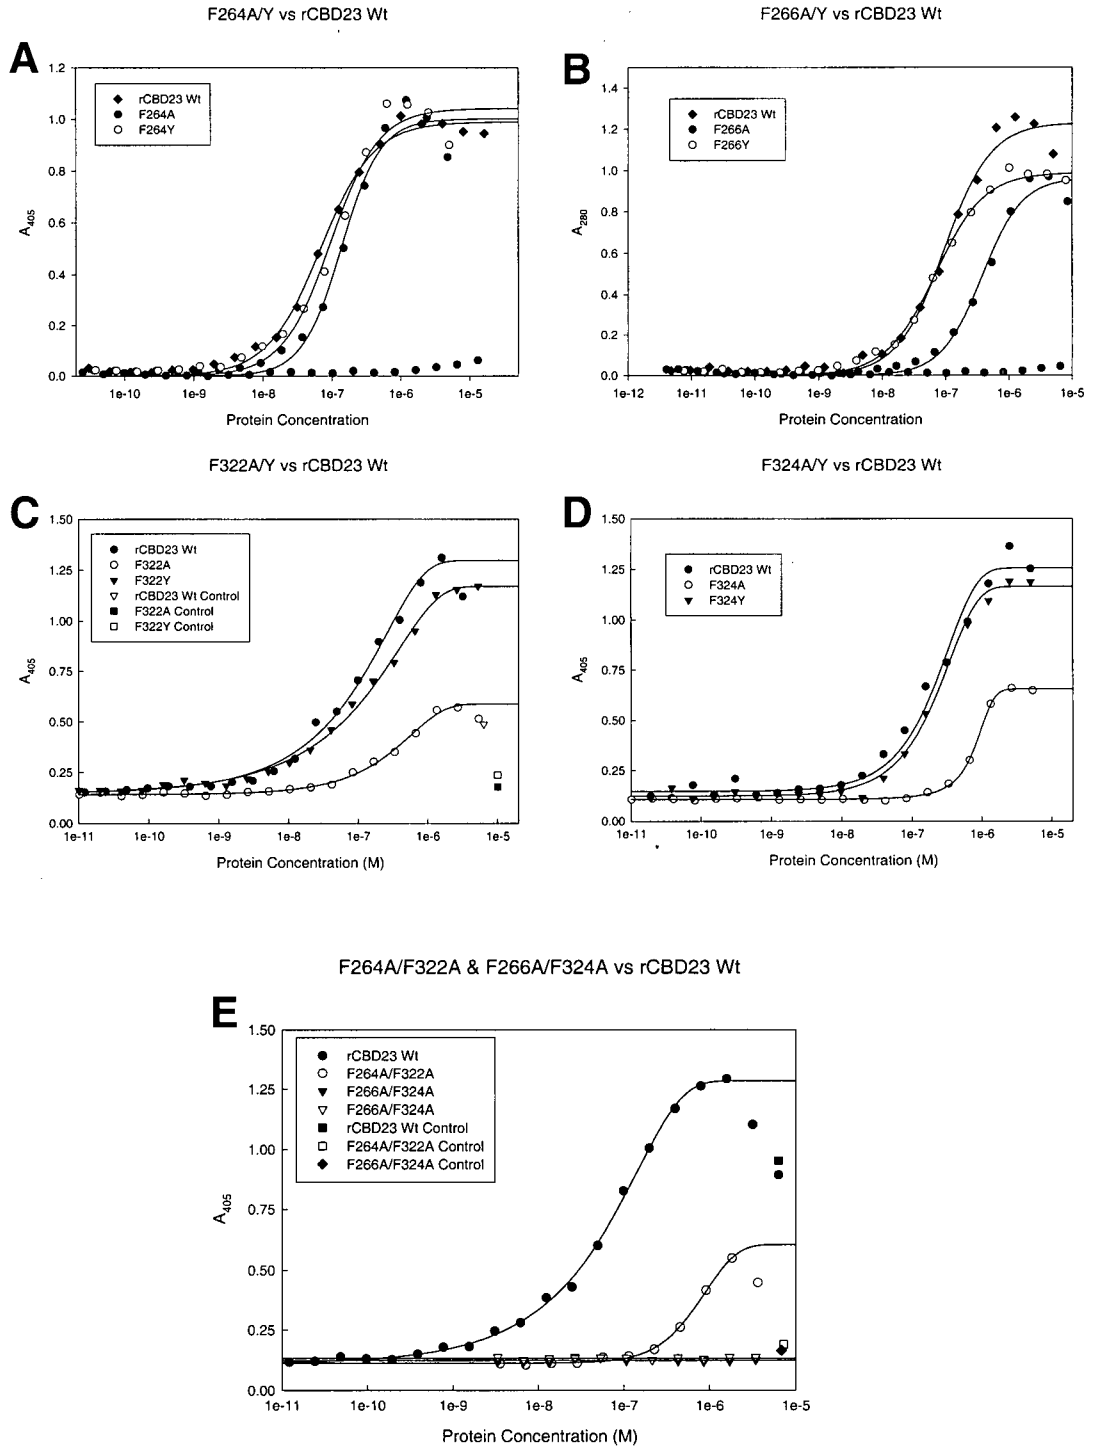 F264A/Y vs rCBD23 Wt
A
1.2
1.0
0.8
0.6
0.4
0.2
0.0
A405
rCBD23 Wt
F264A
F264Y
1e-10
1e-9
1e-8
1e-7
1e-6
1e-5
Protein Concentration
F266A/Y vs rCBD23 Wt
B
1.4
1.2
1.0
0.8
0.6
0.4
0.2
0.0
A280
rCBD23 Wt
F266A
F266Y
1e-12
1e-11
1e-10
1e-9
1e-8
1e-7
1e-6
1e-5
Protein Concentration
F322A/Y vs rCBD23 Wt
C
1.50
1.25
1.00
0.75
0.50
0.25
0.00
A405
rCBD23 Wt
F322A
F322Y
rCBD23 Wt Control
F322A Control
F322Y Control
1e-11
1e-10
1e-9
1e-8
1e-7
1e-6
1e-5
Protein Concentration (M)
F324A/Y vs rCBD23 Wt
D
1.50
1.25
1.00
0.75
0.50
0.25
0.00
A405
rCBD23 Wt
F324A
F324Y
1e-11
1e-10
1e-9
1e-8
1e-7
1e-6
1e-5
Protein Concentration (M)
F264A/F322A & F266A/F324A vs rCBD23 Wt
E
1.50
1.25
1.00
0.75
0.50
0.25
0.00
A405
rCBD23 Wt
F264A/F322A
F266A/F324A
F266A/F324A
rCBD23 Wt Control
F264A/F322A Control
F266A/F324A Control
1e-11
1e-10
1e-9
1e-8
1e-7
1e-6
1e-5
Protein Concentration (M)